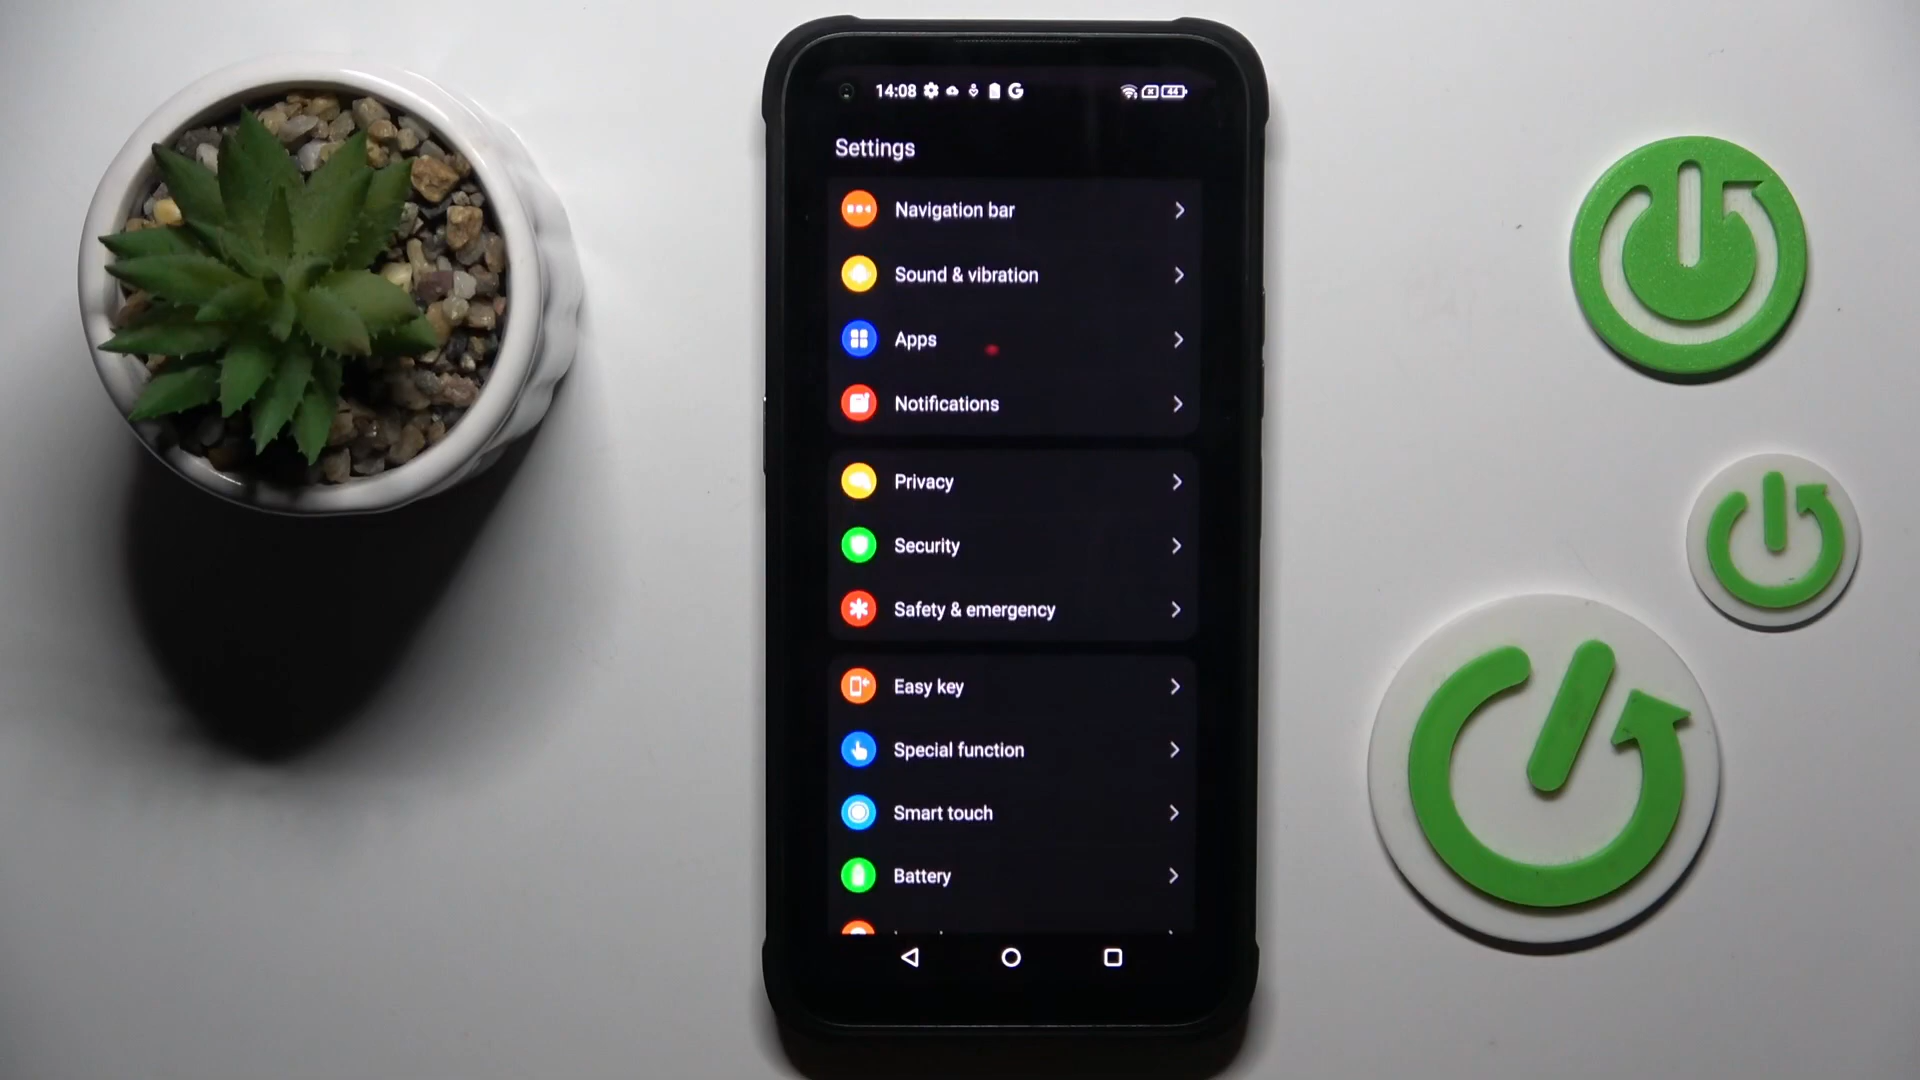 14:08
44
Settings
Navigation bar
Sound & vibration
Apps
Notifications
Privacy
Security
Safety & emergency
Easy key
Special function
Smart touch
Battery